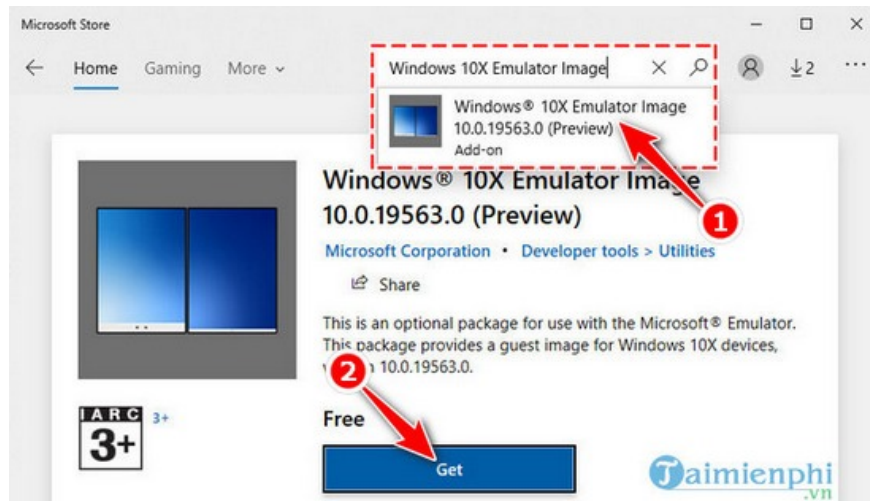 Microsoft Store
Home Gaming More
Windows 10X Emulator Image
2
Windows® 10X Emulator Image
10.0.19563.0 (Preview)
Add-on
1
Windows® 10X Emulator Image
10.0.19563.0 (Preview)
Microsoft Corporation • Developer tools > Utilities
Share
This is an optional package for use with the Microsoft® Emulator.
This package provides a guest image for Windows 10X devices,
10.0.19563.0.
2
IARC
3+
3+
Free
Get
Taimienphi
.vn